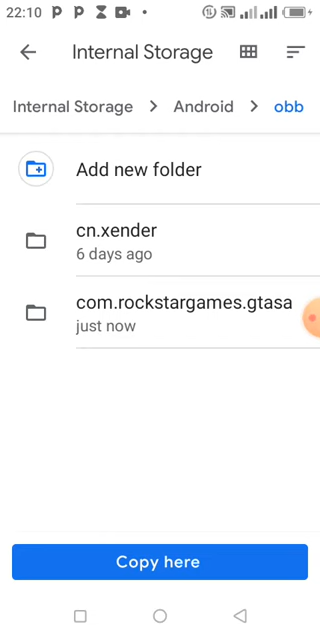 22:10
Internal Storage
Internal Storage > Android > obb
Add new folder
cn.xender
6 days ago
com.rockstargames.gtasa
just now
Copy here